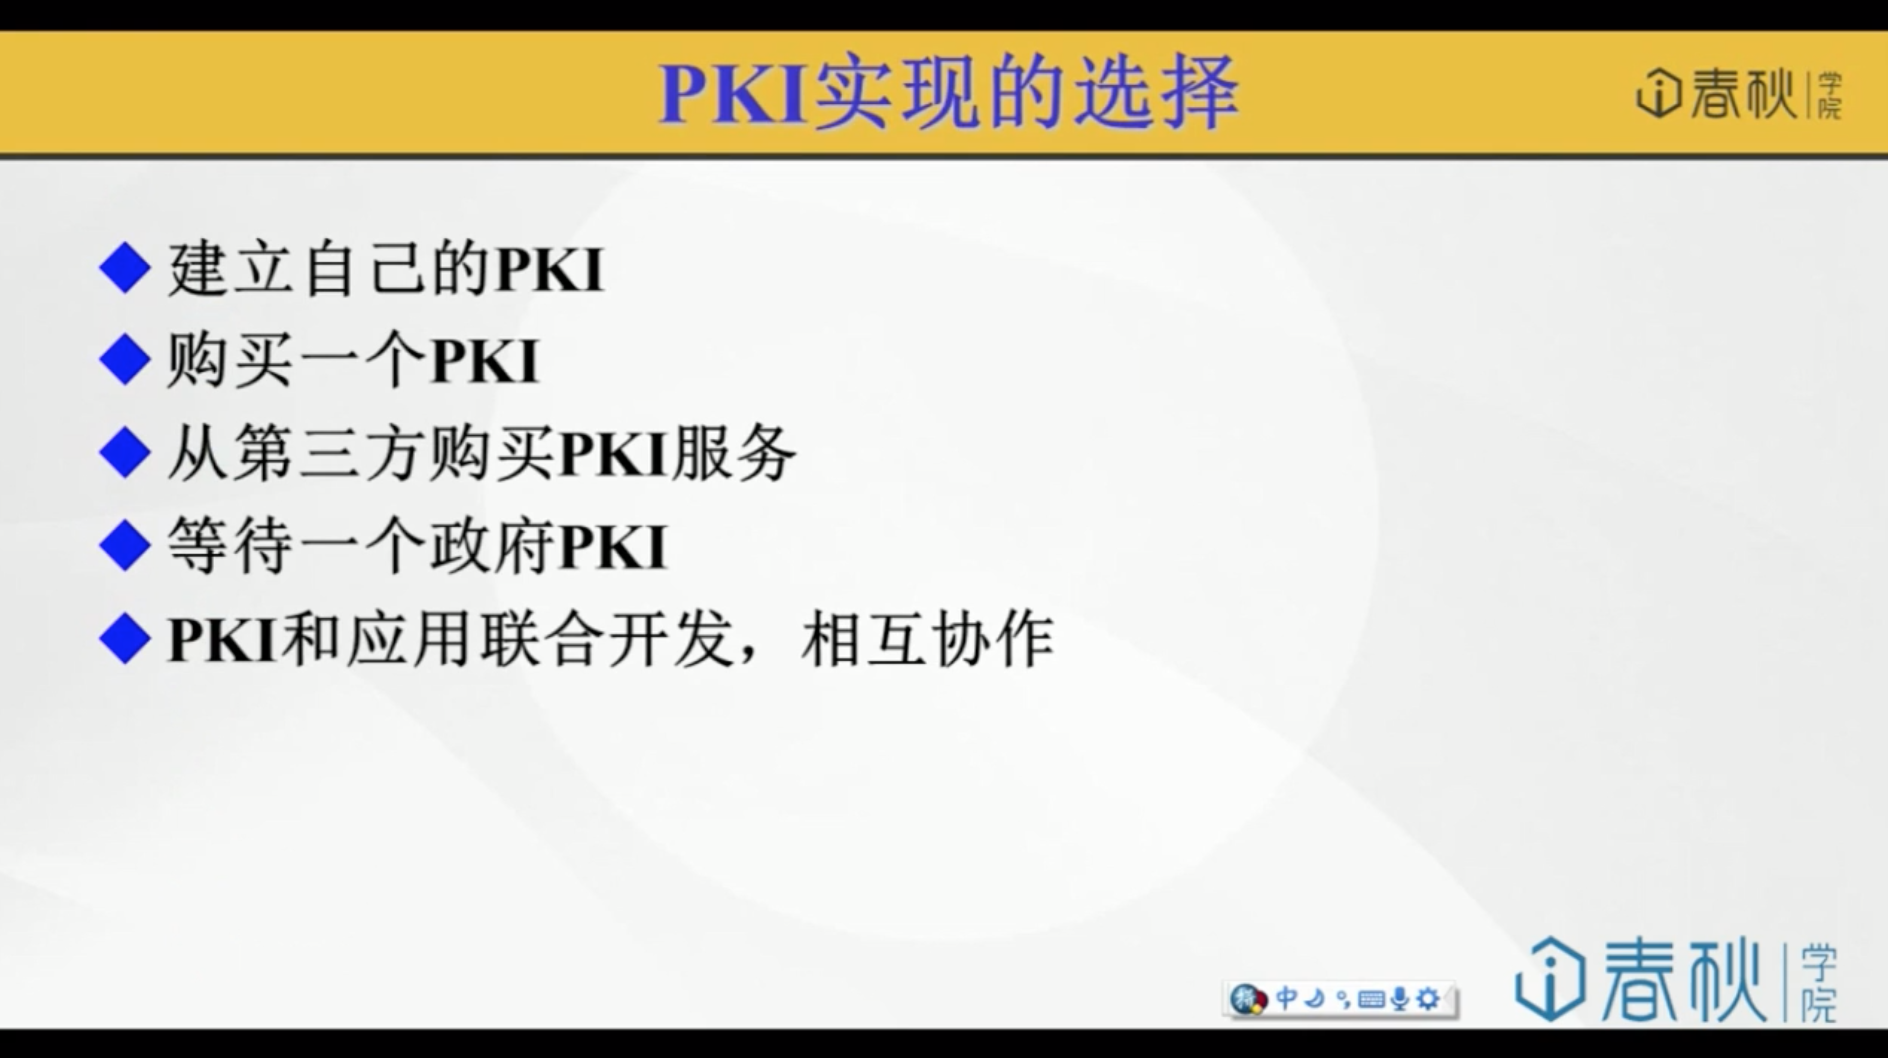 PKI实现的选择
春秋学院
建立自己的PKI
购买一个PKI
从第三方购买PKI服务
等待一个政府PKI
PKI和应用联合开发，相互协作
中
春秋学院